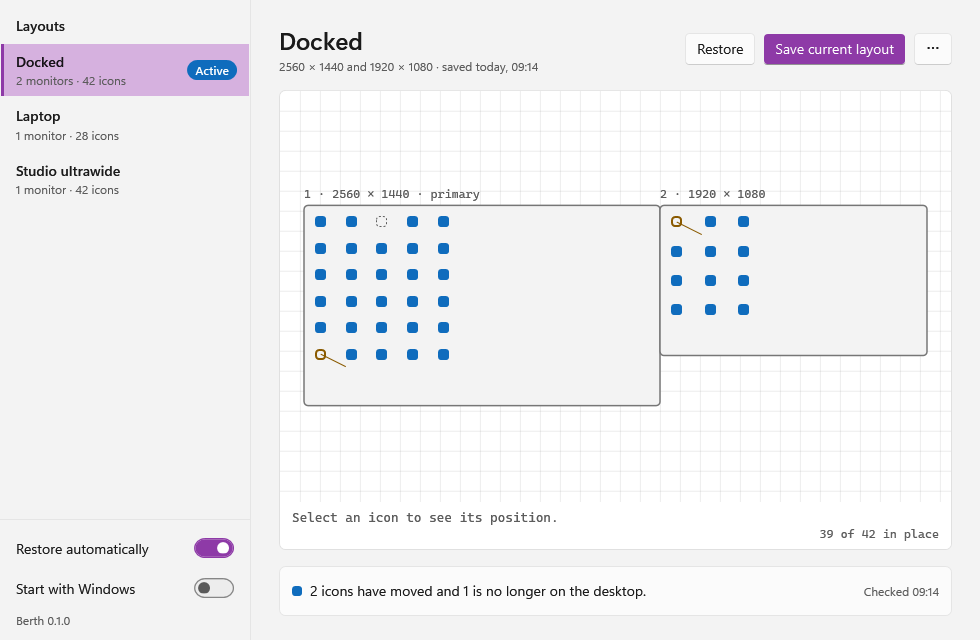 Layouts
Docked
2 monitors · 42 icons
Active
Laptop
1 monitor · 28 icons
Studio ultrawide
1 monitor · 42 icons
Restore automatically
Start with Windows
Berth 0.1.0
Docked
2560 × 1440 and 1920 × 1080 · saved today, 09:14
Restore
Save current layout
···
1 · 2560 × 1440 · primary
2 · 1920 × 1080
Select an icon to see its position.
39 of 42 in place
2 icons have moved and 1 is no longer on the desktop.
Checked 09:14